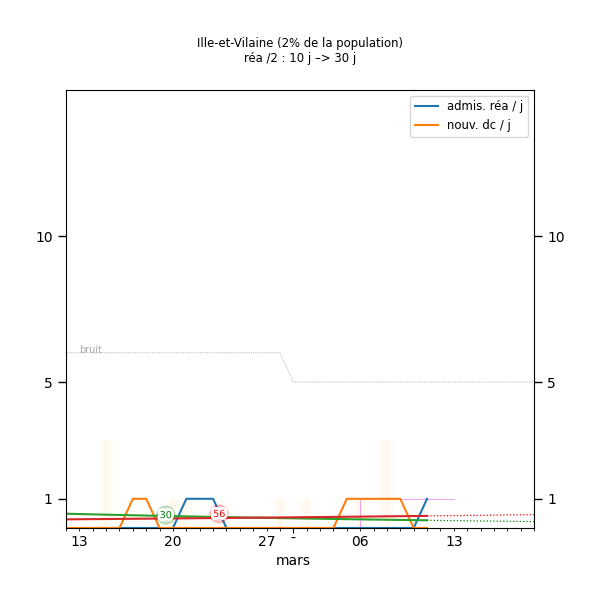 Ille-et-Vilaine (2% de la population)
réa /2 : 10 j –> 30 j
admis. réa / j
nouv. dc / j
10
10
bruit
5
5
1
1
30
56
13
20
27
-
06
13
mars